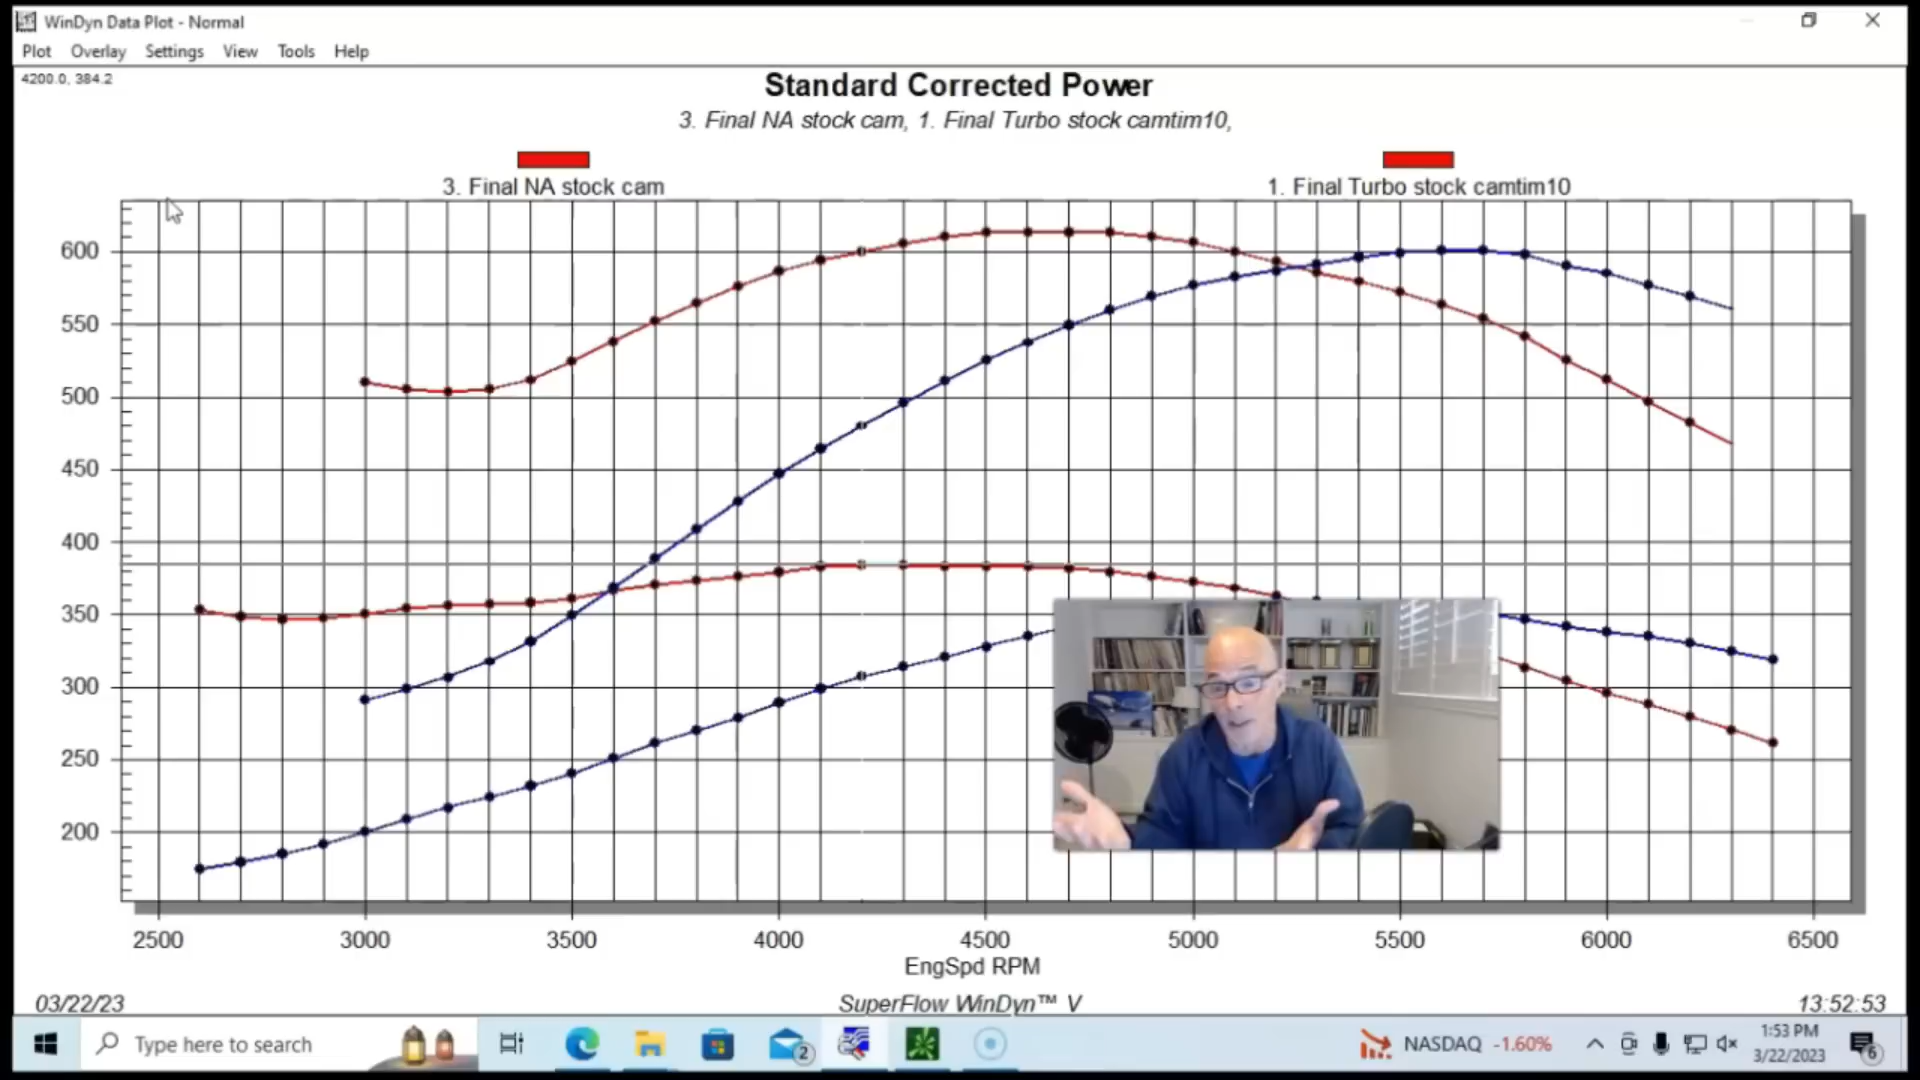 WinDyn Data Plot - Normal
Plot Overlay Settings View Tools Help
4200.0, 384.2
Standard Corrected Power
3. Final NA stock cam, 1. Final Turbo stock camtim10,
3. Final NA stock cam
1. Final Turbo stock camtim10
600
550
500
450
400
350
300
250
200
2500 3000 3500 4000 4500 5000 5500 6000 6500
EngSpd RPM
03/22/23 SuperFlow WinDyn™ V 13:52:53
Type here to search
2
NASDAQ -1.60%
1:53 PM
3/22/2023
6